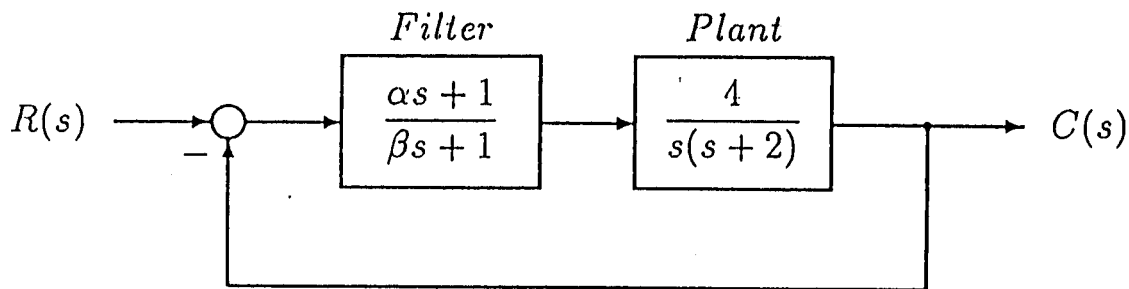 Filter
Plant
R(s)
αs + 1
βs + 1
4
s(s + 2)
C(s)
−